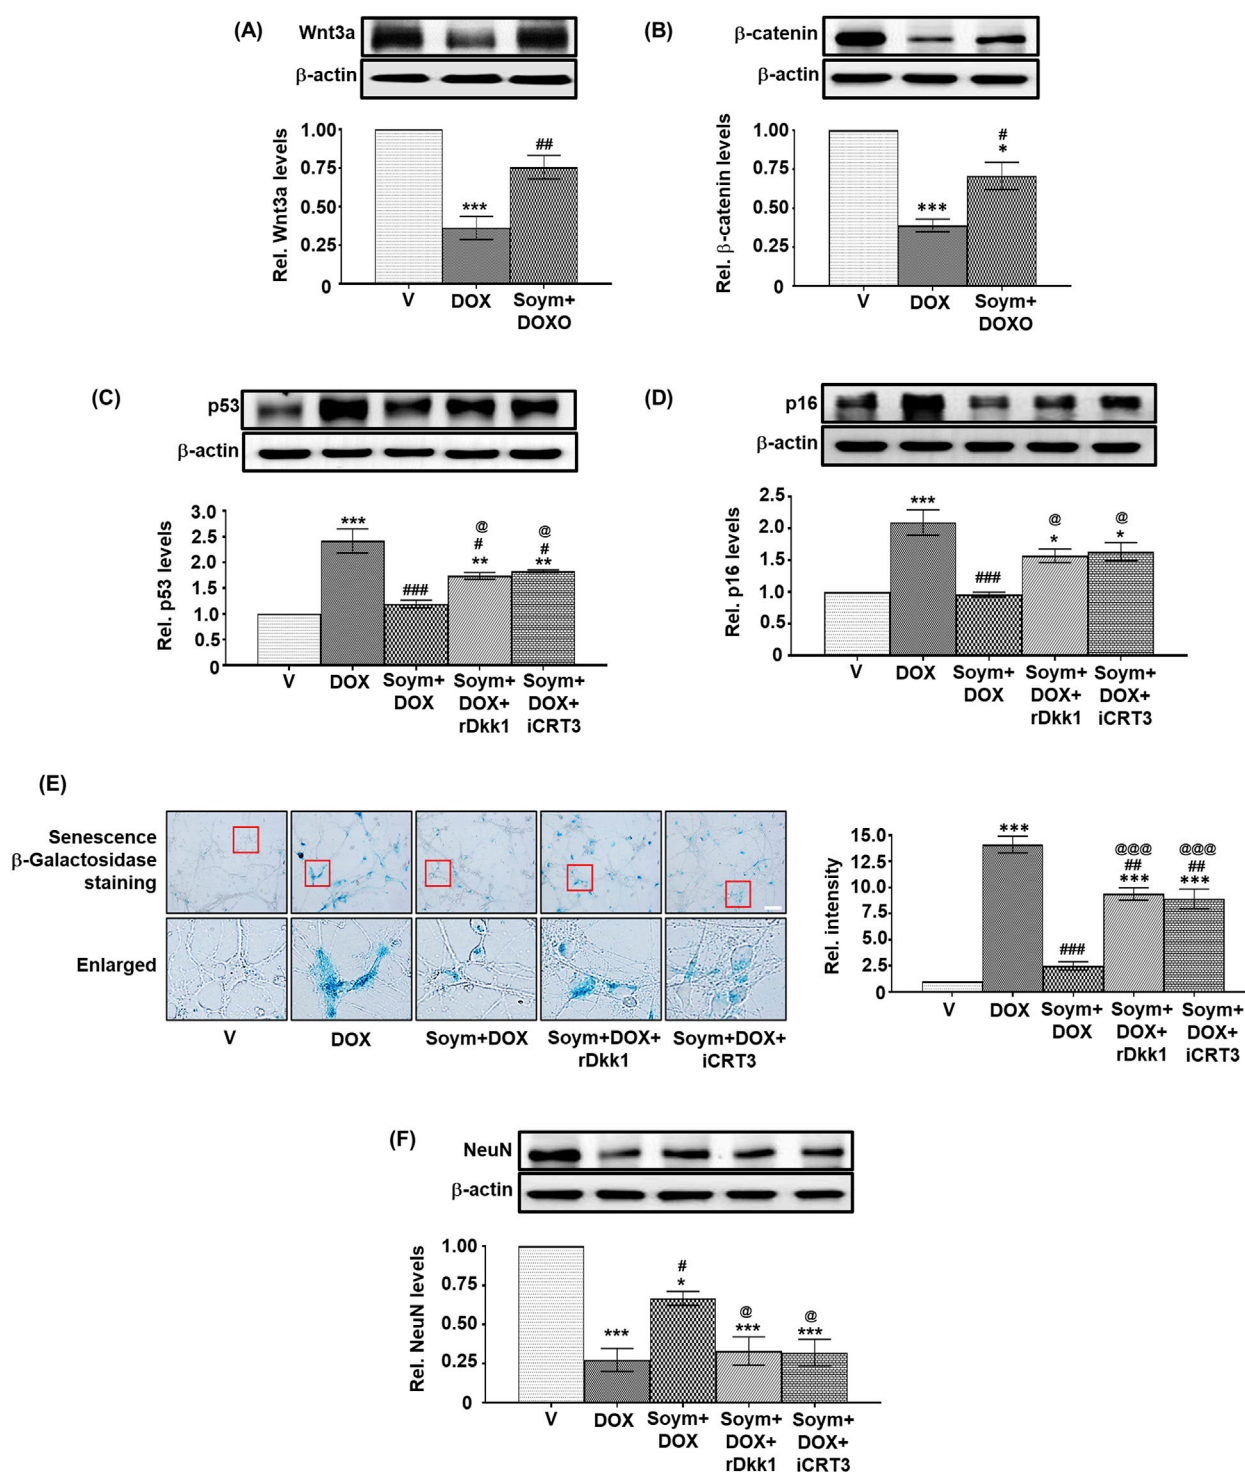 (A)
Wnt3a
β-actin
Rel. Wnt3a levels
1.00
0.75
0.50
0.25
0
***
##
V
DOX
Soym+
DOXO
(B)
β-catenin
β-actin
Rel. β-catenin levels
1.00
0.75
0.50
0.25
0
***
#
*
V
DOX
Soym+
DOXO
(C)
p53
β-actin
Rel. p53 levels
3.0
2.5
2.0
1.5
1.0
0.5
0
***
###
@
#
**
@
#
**
V
DOX
Soym+
DOX
Soym+
DOX+
rDkk1
Soym+
DOX+
iCRT3
(D)
p16
β-actin
Rel. p16 levels
2.5
2.0
1.5
1.0
0.5
0
***
###
@
*
@
*
V
DOX
Soym+
DOX
Soym+
DOX+
rDkk1
Soym+
DOX+
iCRT3
(E)
Senescence
β-Galactosidase
staining
Enlarged
V
DOX
Soym+DOX
Soym+DOX+
rDkk1
Soym+DOX+
iCRT3
Rel. intensity
15.0
12.5
10.0
7.5
5.0
2.5
0
***
###
@@@
##
***
@@@
##
***
V
DOX
Soym+
DOX
Soym+
DOX+
rDkk1
Soym+
DOX+
iCRT3
(F)
NeuN
β-actin
Rel. NeuN levels
1.00
0.75
0.50
0.25
0
***
#
*
@
***
@
***
V
DOX
Soym+
DOX
Soym+
DOX+
rDkk1
Soym+
DOX+
iCRT3